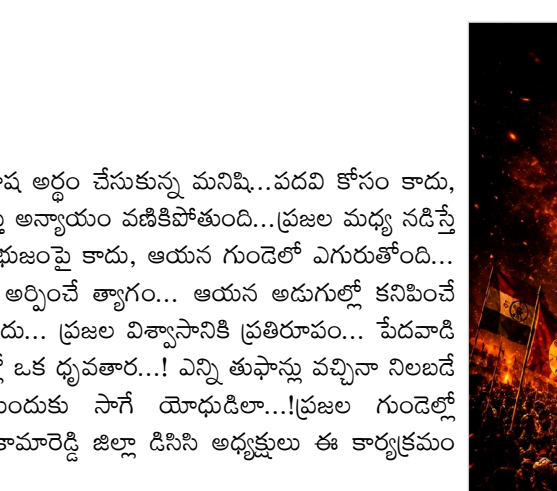 అర్థం చేసుకున్న మనిషి...పదవి కోసం కాదు,
అన్యాయం వణికిపోతుంది...ప్రజల మధ్య నడిస్తే
భుజంపై కాదు, ఆయన గుండెలో ఎగురుతోంది...
అర్పించే త్యాగం... ఆయన అడుగుల్లో కనిపించే
ప్రజల విశ్వాసానికి ప్రతిరూపం... పేదవాడి
ఒక ధృవతార...! ఎన్ని తుఫాన్లు వచ్చినా నిలబడే
సాగే యోధుడిలా...!ప్రజల గుండెల్లో
కామారెడ్డి జిల్లా డిసిసి అధ్యక్షులు ఈ కార్యక్రమం